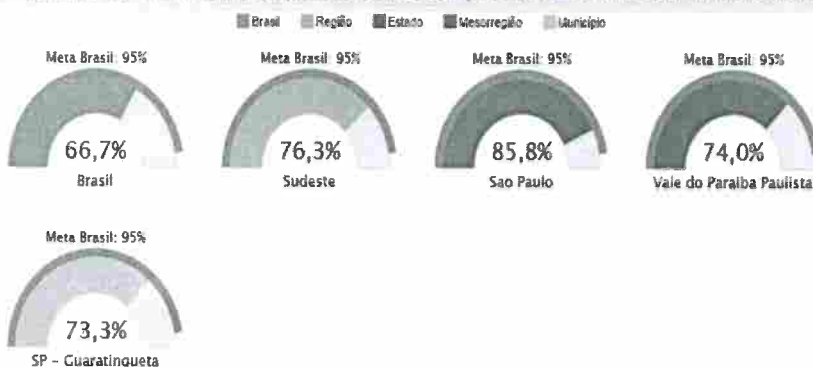 Brasil Região Estado Mesorregião Município
Meta Brasil: 95% Meta Brasil: 95% Meta Brasil: 95% Meta Brasil: 95%
66,7% 76,3% 85,8% 74,0%
Brasil Sudeste Sao Paulo Vale do Paraiba Paulista
Meta Brasil: 95%
73,3%
SP - Guaratingueta